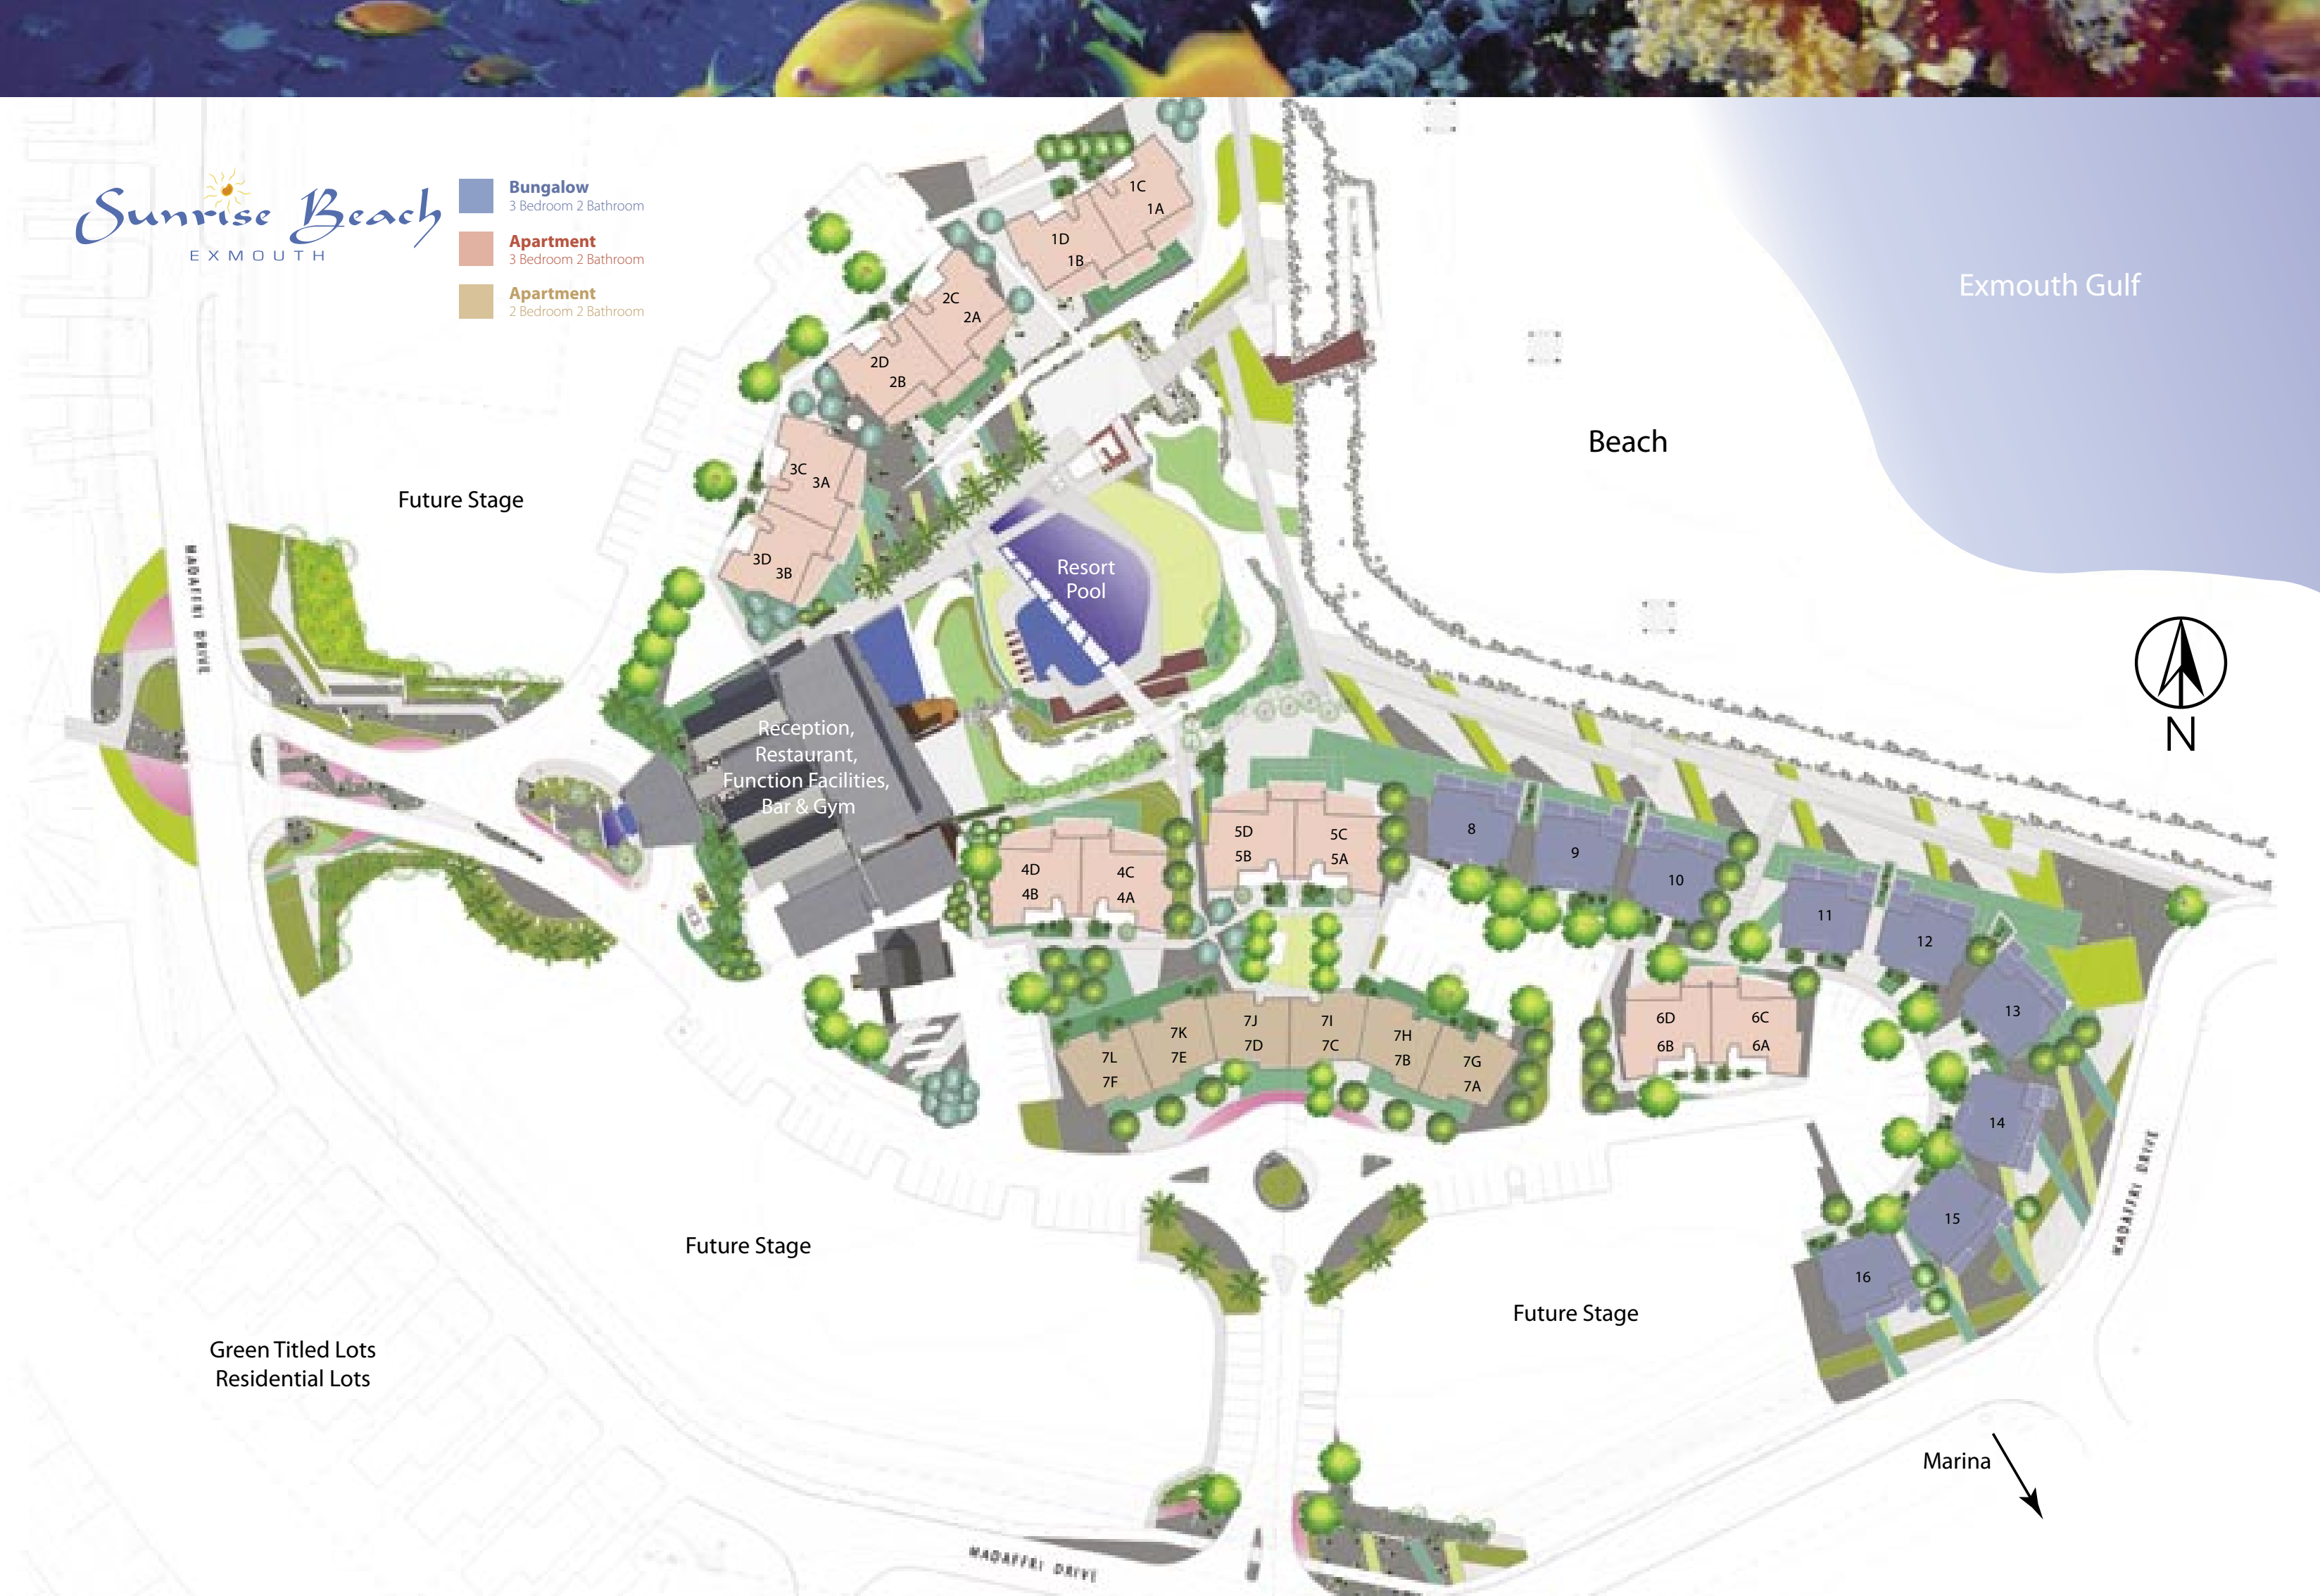 Sunrise Beach
EXMOUTH
Bungalow
3 Bedroom 2 Bathroom
Apartment
3 Bedroom 2 Bathroom
Apartment
2 Bedroom 2 Bathroom
Exmouth Gulf
Beach
1C
1A
1D
1B
2C
2A
2D
2B
3C
3A
3D
3B
Future Stage
MADAFFRI DRIVE
Resort
Pool
N
Reception,
Restaurant,
Function Facilities,
Bar & Gym
4D
4C
4B
4A
5D
5C
5B
5A
8
9
10
11
12
13
14
15
16
6D
6C
6B
6A
7L
7K
7J
7I
7H
7G
7F
7E
7D
7C
7B
7A
MADAFFRI DRIVE
Future Stage
Future Stage
Green Titled Lots
Residential Lots
Marina
MADAFFRI DRIVE